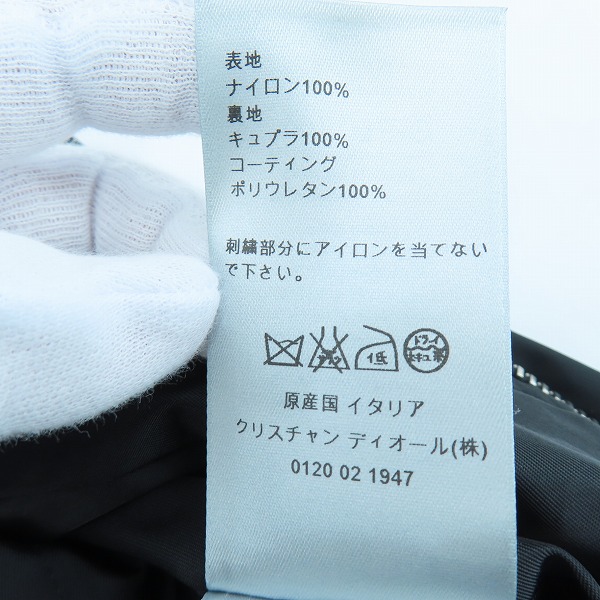 表地
ナイロン100%
裏地
キュプラ100%
コーティング
ポリウレタン100%
刺繍部分にアイロンを当てない
で下さい。
低
ドライ
原産国 イタリア
クリスチャン ディオール(株)
0120 02 1947